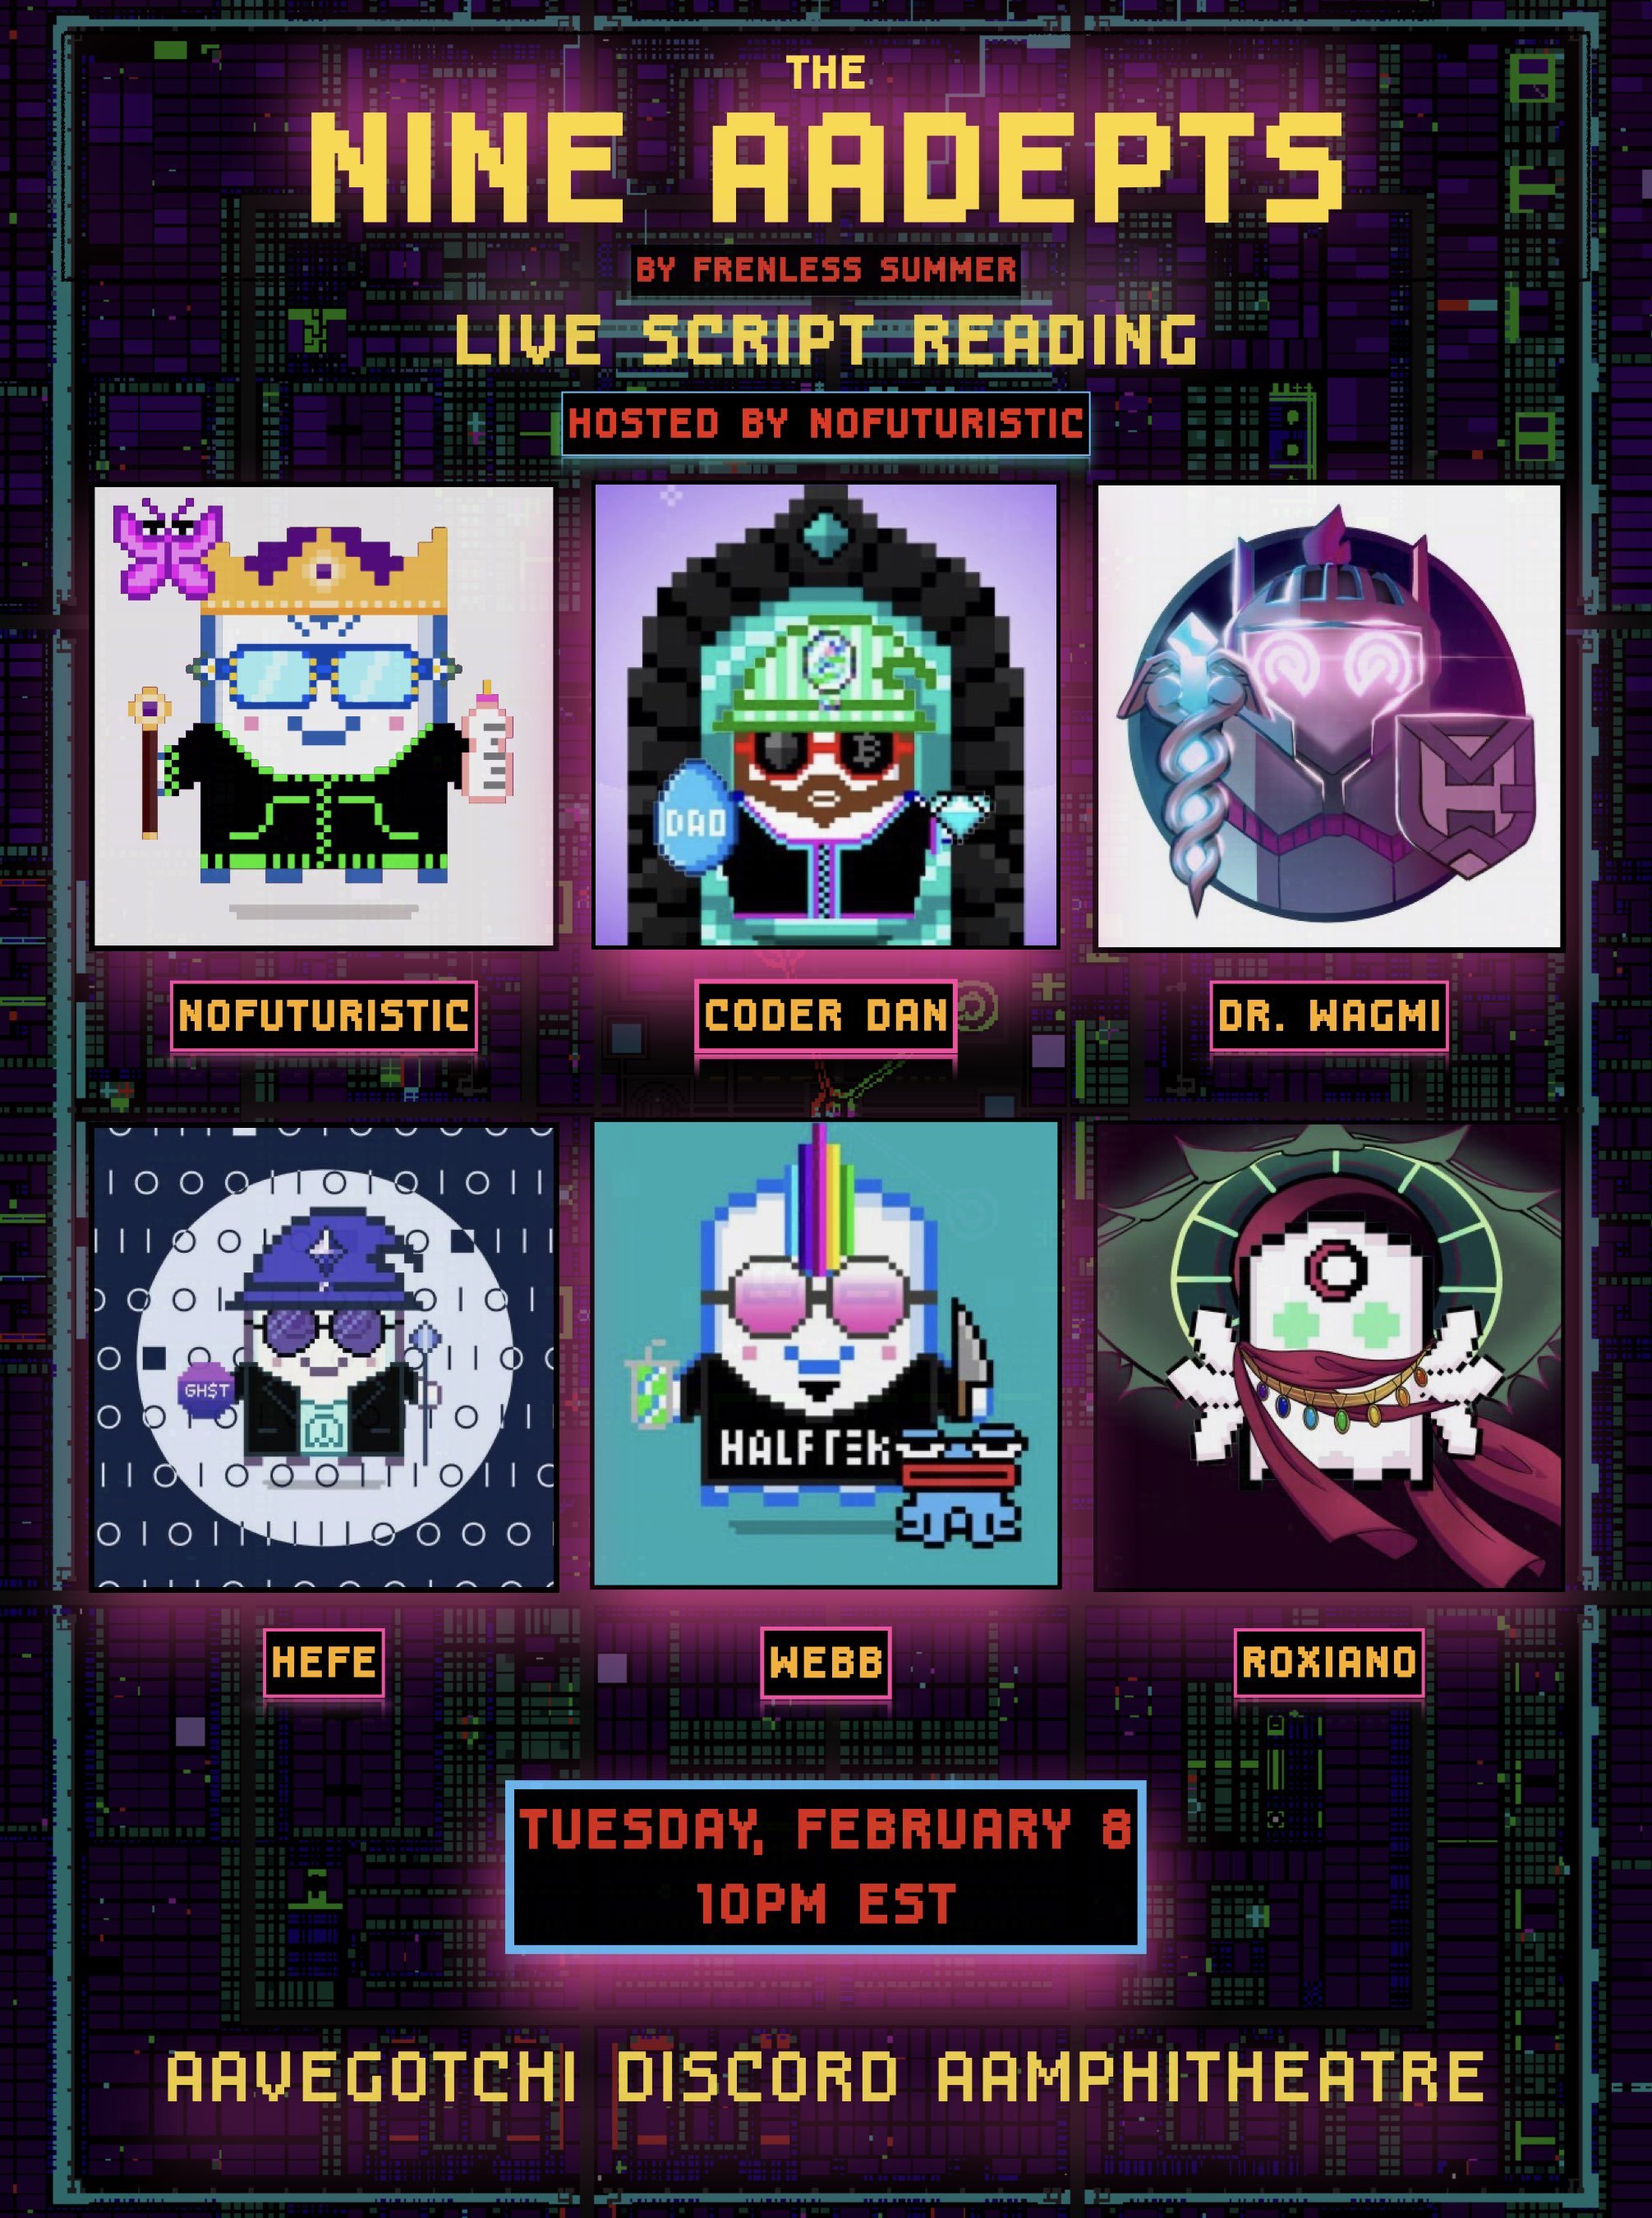 THE
NINE AADEPTS
BY FRENLESS SUMMER
LIVE SCRIPT READING
HOSTED BY NOFUTURISTIC
DAO
NOFUTURISTIC
CODER DAN
DR. WAGMI
GH$T
HALFTEK
HEFE
WEBB
ROXIANO
TUESDAY, FEBRUARY 8
10PM EST
AAVEGOTCHI DISCORD AAMPHITHEATRE